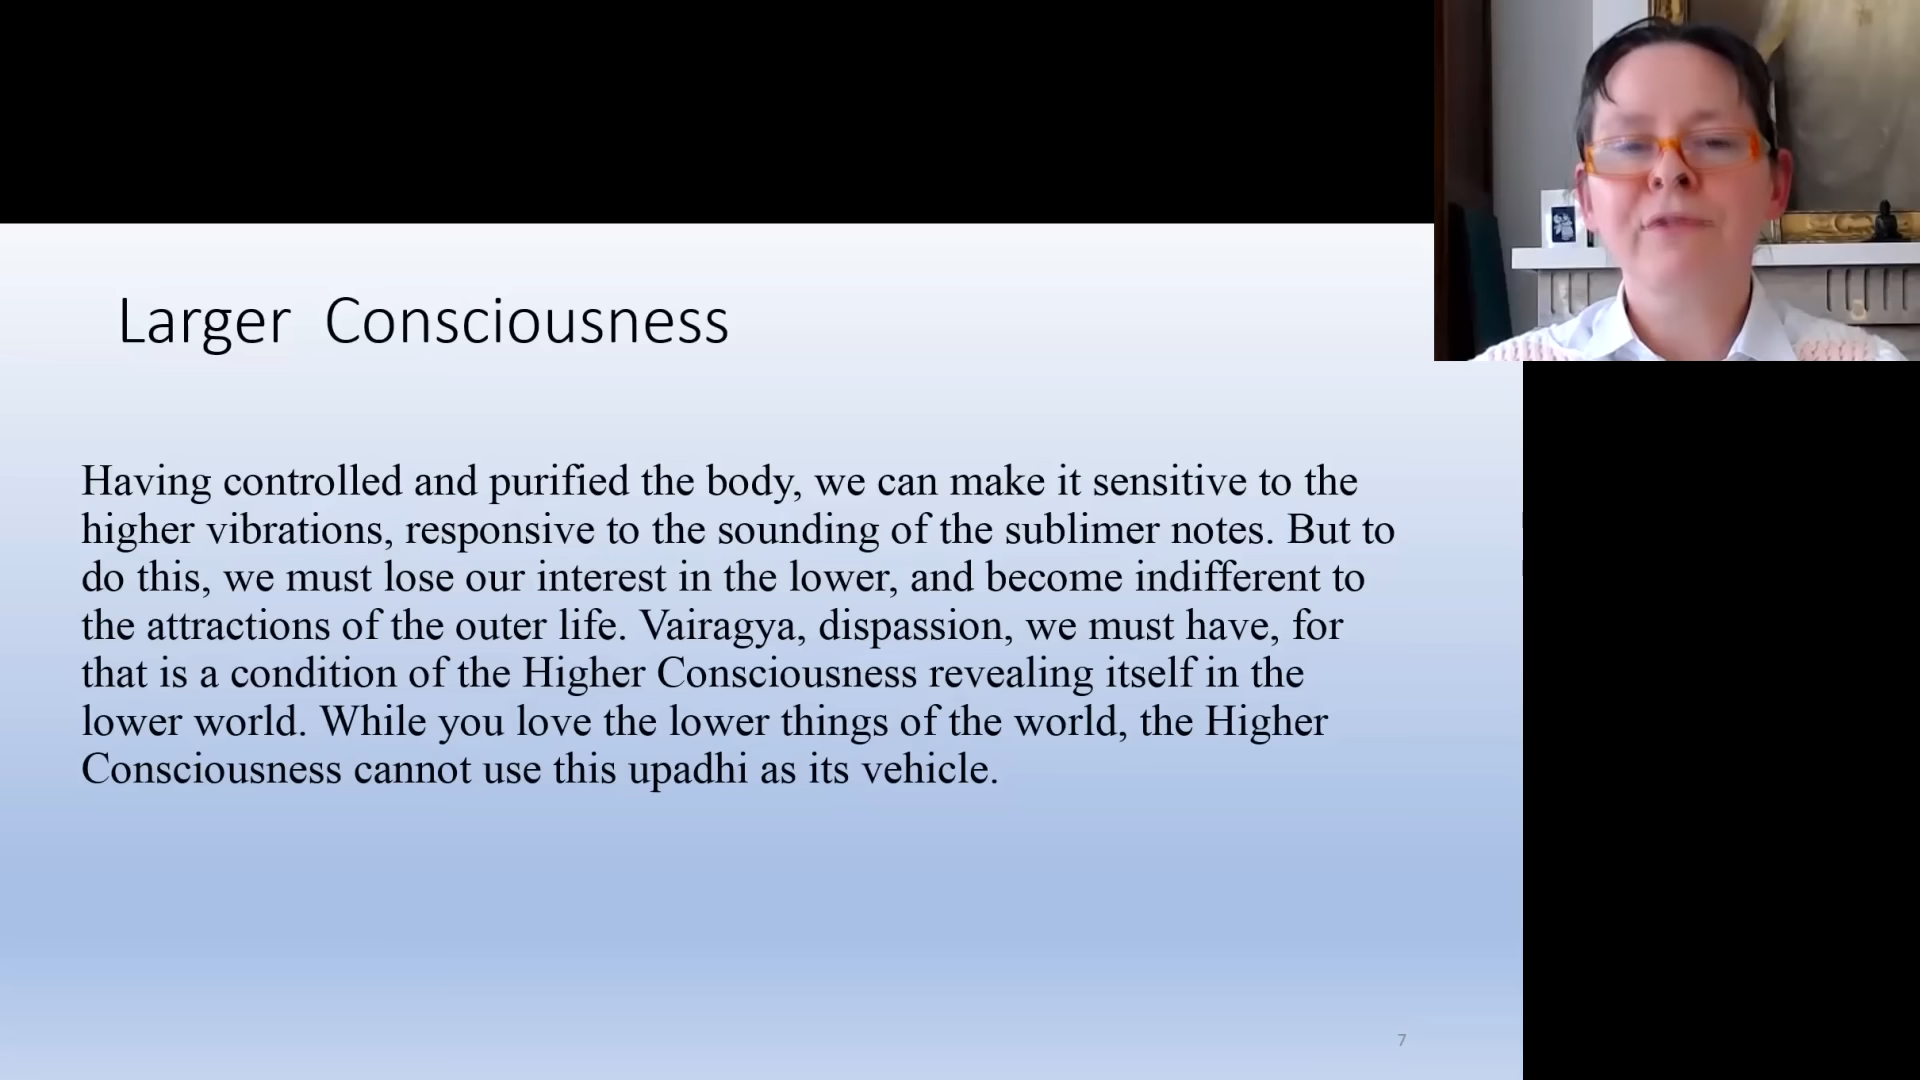 Larger Consciousness
Having controlled and purified the body, we can make it sensitive to the
higher vibrations, responsive to the sounding of the sublimer notes. But to
do this, we must lose our interest in the lower, and become indifferent to
the attractions of the outer life. Vairagya, dispassion, we must have, for
that is a condition of the Higher Consciousness revealing itself in the
lower world. While you love the lower things of the world, the Higher
Consciousness cannot use this upadhi as its vehicle.
7